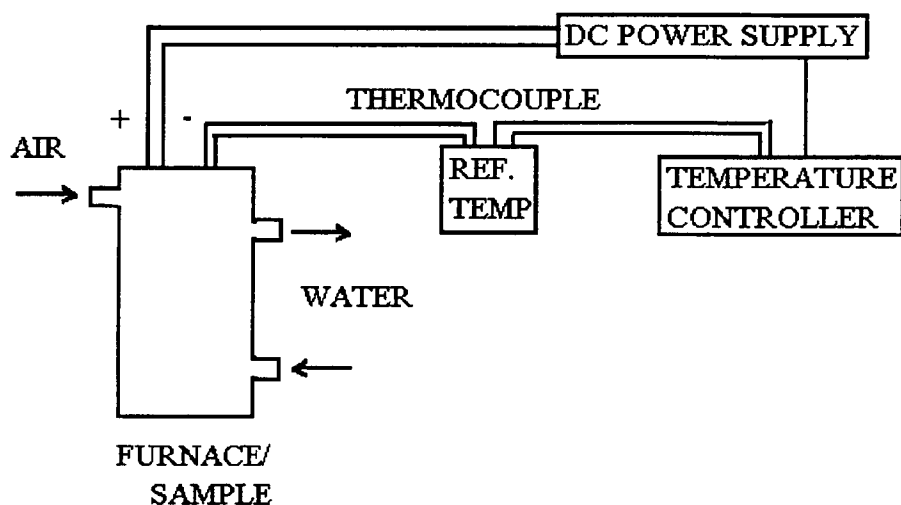 DC POWER SUPPLY
THERMOCOUPLE
+ -
AIR
REF.
TEMP
TEMPERATURE
CONTROLLER
WATER
FURNACE/
SAMPLE